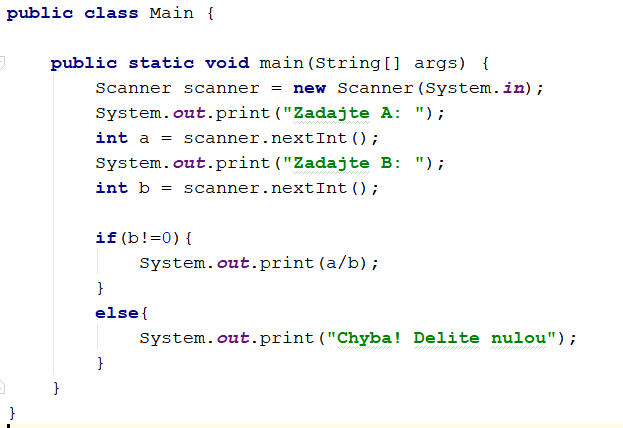 public class Main {
public static void main(String[] args) {
Scanner scanner = new Scanner(System.in);
System.out.print("Zadajte A: ");
int a = scanner.nextInt();
System.out.print("Zadajte B: ");
int b = scanner.nextInt();
if(b!=0){
System.out.print(a/b);
}
else{
System.out.print("Chyba! Delite nulou");
}
}
}